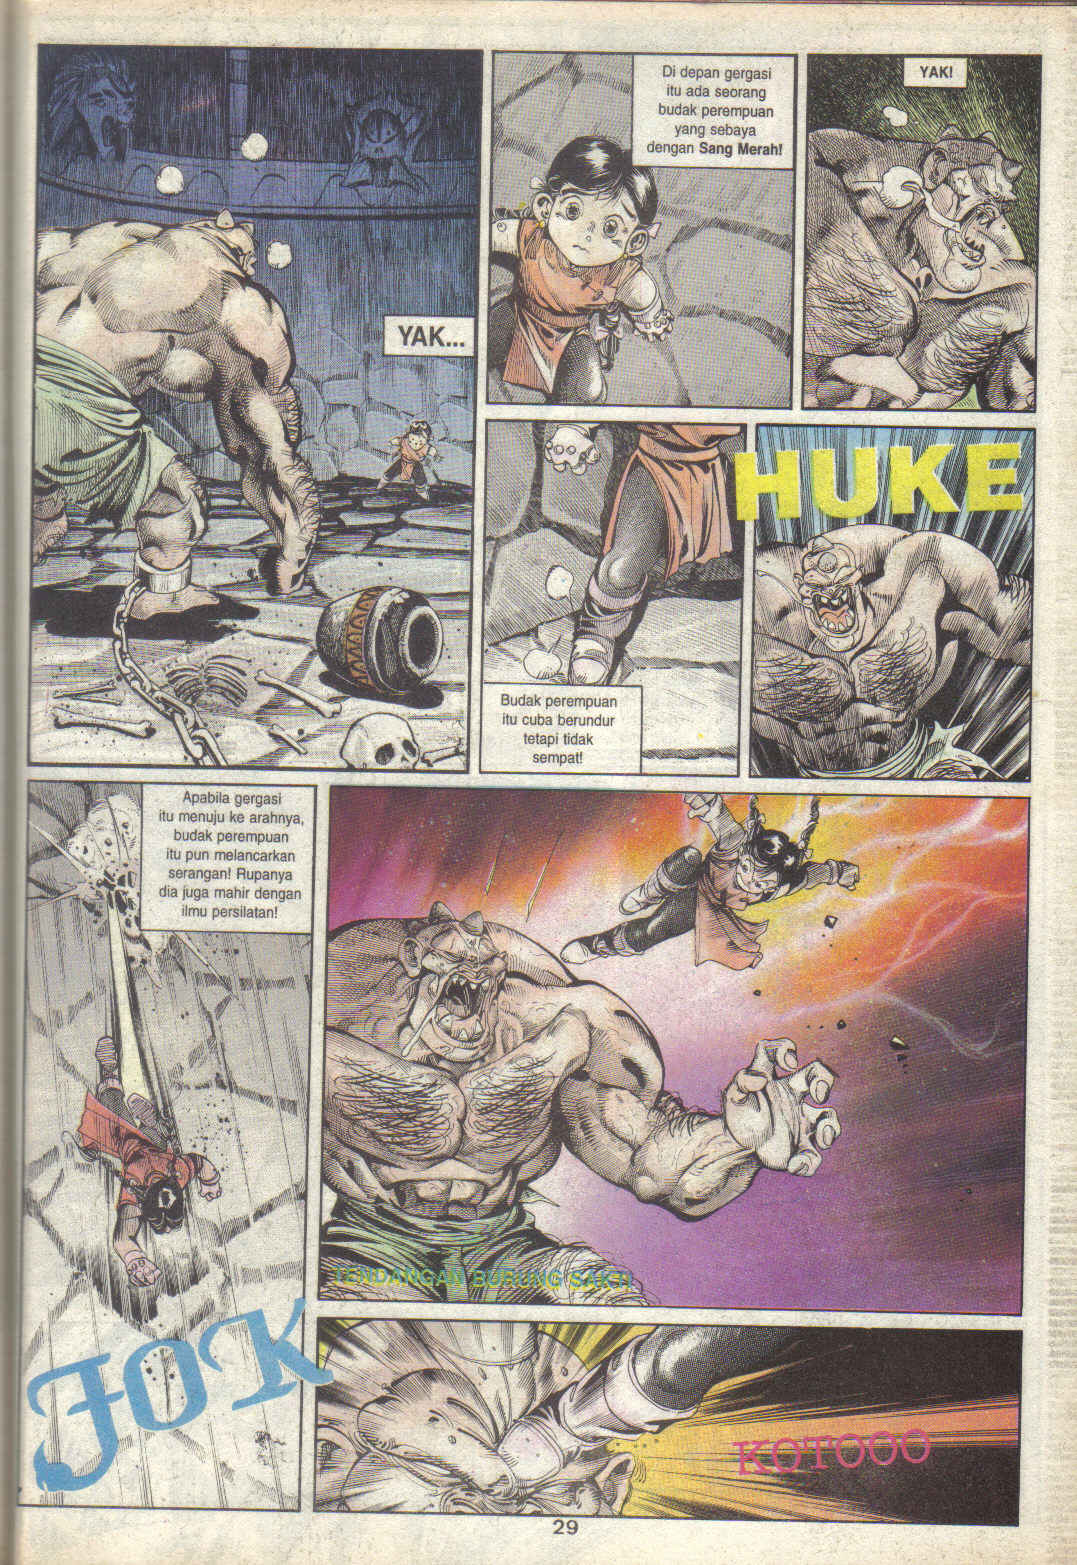 YAK...
Di depan gergasi
itu ada seorang
budak perempuan
yang sebaya
dengan Sang Merah!
YAK!
Budak perempuan
itu cuba berundur
tetapi tidak
sempat!
HUKE
Apabila gergasi
itu menuju ke arahnya,
budak perempuan
itu pun melancarkan
serangan! Rupanya
dia juga mahir dengan
ilmu persilatan!
JOK
TENDANGAN BURUNG SAKTI
KOTOOO
29